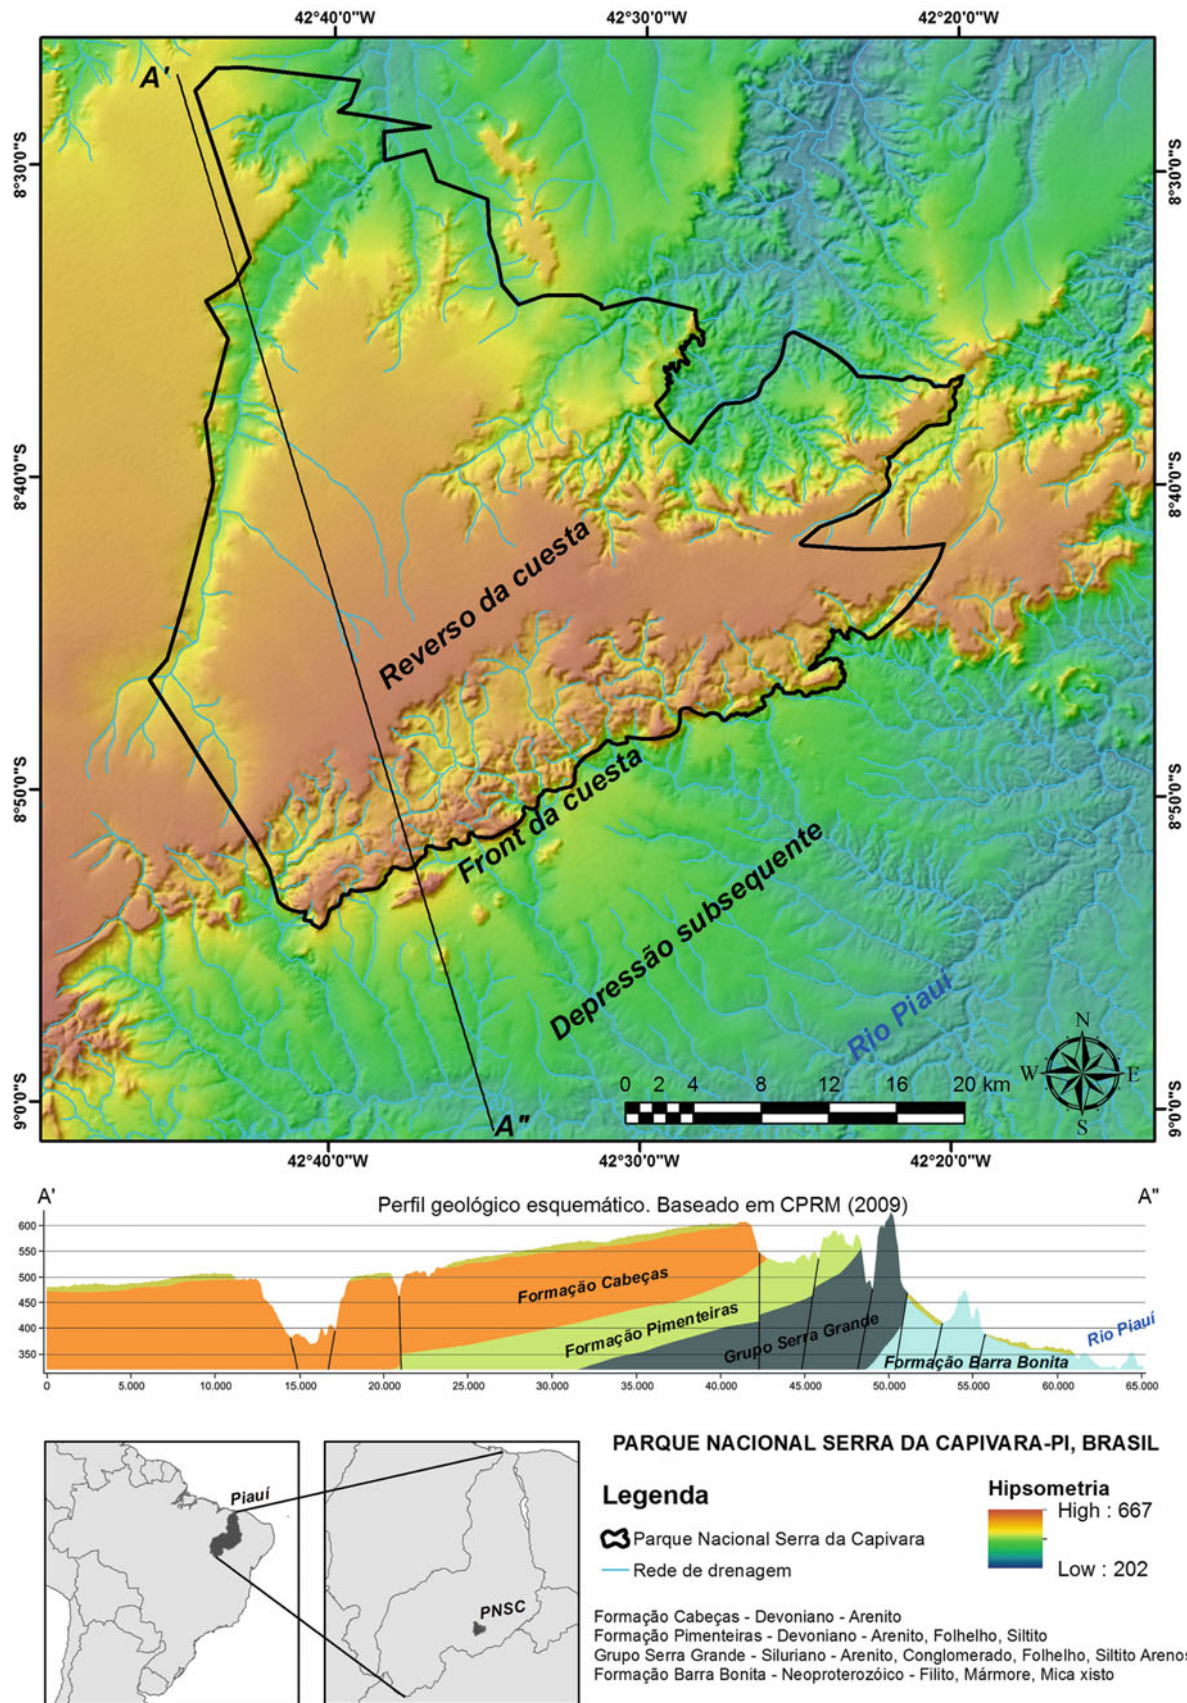 42°40'0"W 42°30'0"W 42°20'0"W
A'
8°30'0"S 8°30'0"S
8°40'0"S 8°40'0"S
Reverso da cuesta
8°50'0"S 8°50'0"S
Front da cuesta
Depressão subsequente
Rio Piauí
N
W E
S
0 2 4 8 12 16 20 km
9°0'0"S 9°0'0"S
A"
42°40'0"W 42°30'0"W 42°20'0"W
A' A"
Perfil geológico esquemático. Baseado em CPRM (2009)
600
550
500
450
400
350
Formação Cabeças
Formação Pimenteiras
Grupo Serra Grande
Formação Barra Bonita
Rio Piauí
0 5.000 10.000 15.000 20.000 25.000 30.000 35.000 40.000 45.000 50.000 55.000 60.000 65.000
Piauí
PNSC
PARQUE NACIONAL SERRA DA CAPIVARA-PI, BRASIL
Legenda
Parque Nacional Serra da Capivara
Rede de drenagem
Hipsometria
High : 667
Low : 202
Formação Cabeças - Devoniano - Arenito
Formação Pimenteiras - Devoniano - Arenito, Folhelho, Siltito
Grupo Serra Grande - Siluriano - Arenito, Conglomerado, Folhelho, Siltito Arenos
Formação Barra Bonita - Neoproterozóico - Filito, Mármore, Mica xisto